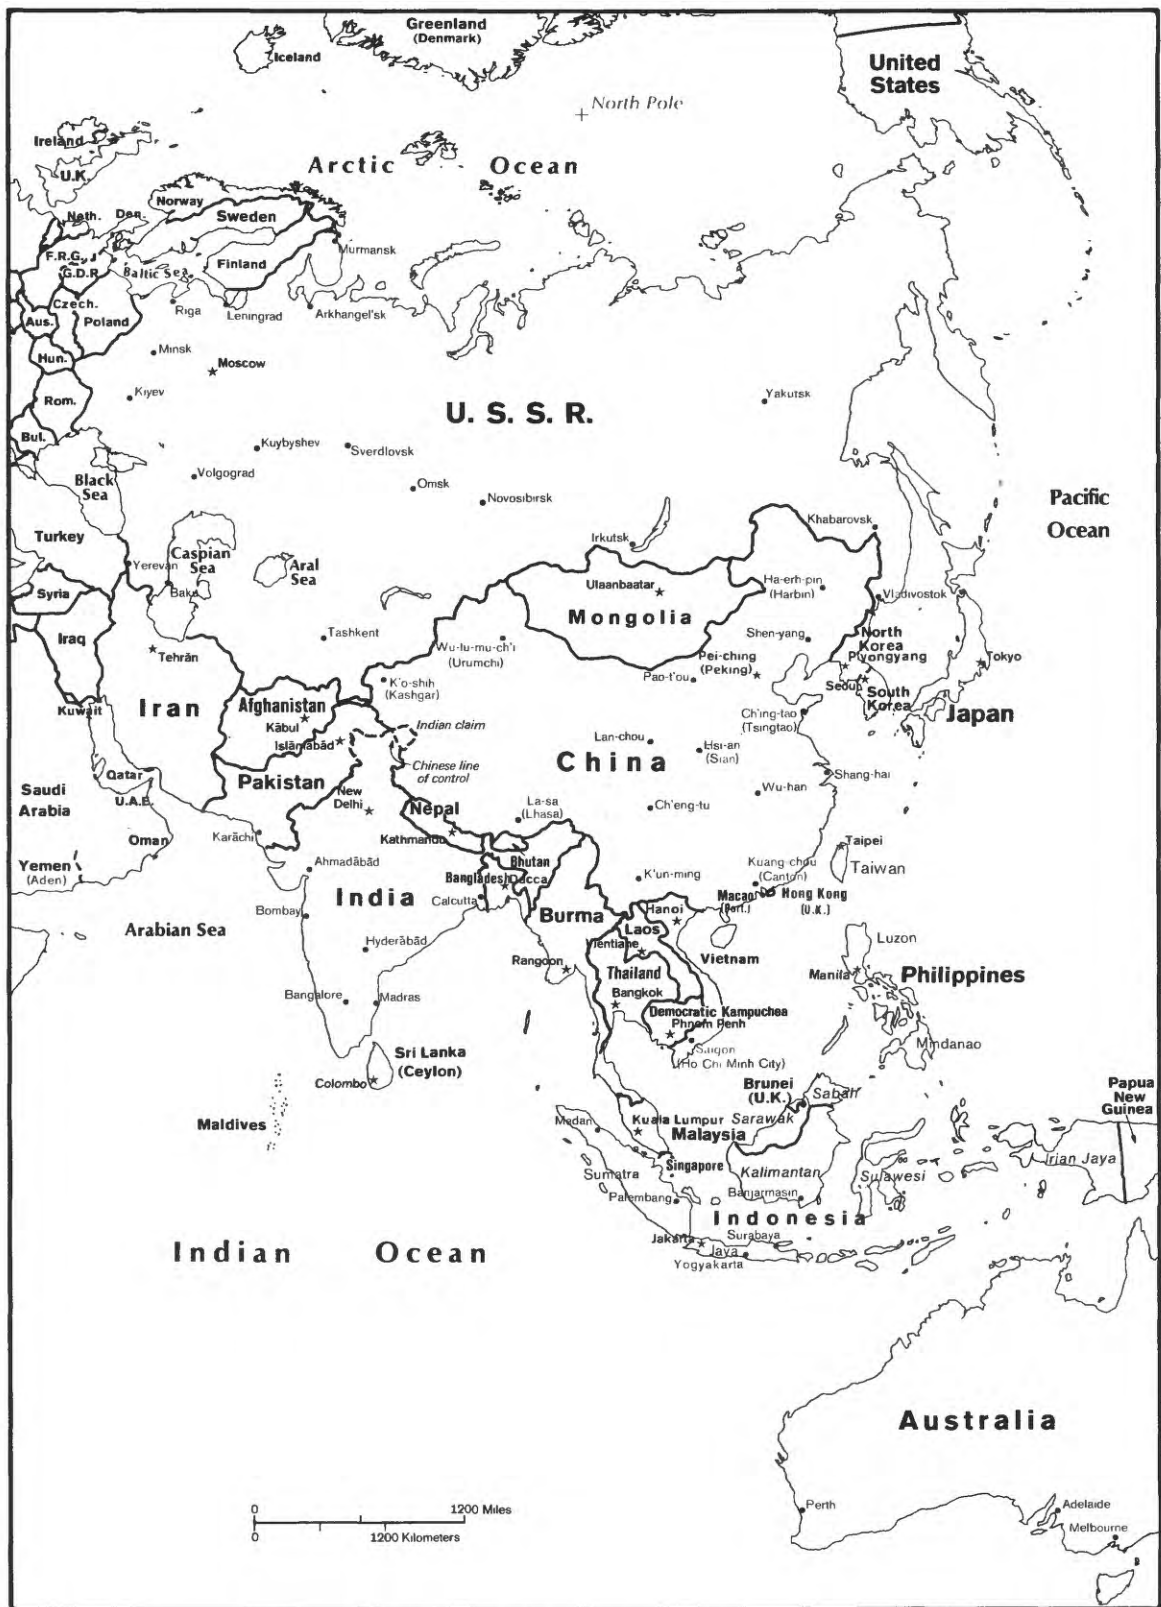 Greenland
(Denmark)
Iceland
United
States
North Pole
Ireland
U.K.
Arctic Ocean
Norway
Neth.
Den.
Sweden
Murmansk
F.R.G.
G.D.R.
Baltic Sea
Finland
Czech.
Riga
Leningrad
Arkhangel'sk
Aus.
Poland
Hun.
Minsk
Moscow
Rom.
Kiyev
Yakutsk
U. S. S. R.
Bul.
Kuybyshev
Sverdlovsk
Black
Sea
Volgograd
Omsk
Novosibirsk
Pacific
Ocean
Khabarovsk
Turkey
Caspian
Sea
Aral
Sea
Irkutsk
Yerevan
Baku
Syria
Ulaanbaatar
Ha-erh-pin
(Harbin)
Vladivostok
Mongolia
Iraq
Tehrān
Tashkent
Wu-lu-mu-ch'i
(Urumchi)
Shen-yang
North
Korea
Pei-ching
(Peking)
Pyongyang
Tokyo
K'o-shih
(Kashgar)
Pao-t'ou
Seoul
South
Korea
Kuwait
Iran
Afghanistan
Kābul
Islāmābād
Indian claim
Ch'ing-tao
(Tsingtao)
Japan
Lan-chou
Hsi-an
(Sian)
China
Chinese line
of control
Qatar
U.A.E.
Pakistan
New
Delhi
Shang-hai
Wu-han
Saudi
Arabia
Nepal
La-sa
(Lhasa)
Ch'eng-tu
Oman
Karāchi
Kathmandu
Taipei
Taiwan
Yemen
(Aden)
Ahmadābād
Bhutan
Bangladesh
Dacca
K'un-ming
Kuang-chou
(Canton)
India
Calcutta
Macao
(Port.)
Hong Kong
(U.K.)
Bombay
Burma
Hanoi
Laos
Arabian Sea
Luzon
Hyderābād
Vientiane
Vietnam
Rangoon
Thailand
Manila
Philippines
Bangalore
Madras
Bangkok
Democratic Kampuchea
Phnom Penh
Saigon
(Ho Chi Minh City)
Mindanao
Sri Lanka
(Ceylon)
Colombo
Brunei
(U.K.)
Sabah
Papua
New
Guinea
Maldives
Medan
Kuala Lumpur
Sarawak
Malaysia
Irian Jaya
Singapore
Sumatra
Kalimantan
Sulawesi
Palembang
Banjarmasin
Indonesia
Jakarta
Surabaya
Java
Yogyakarta
Indian Ocean
Australia
0 1200 Miles
0 1200 Kilometers
Perth
Adelaide
Melbourne